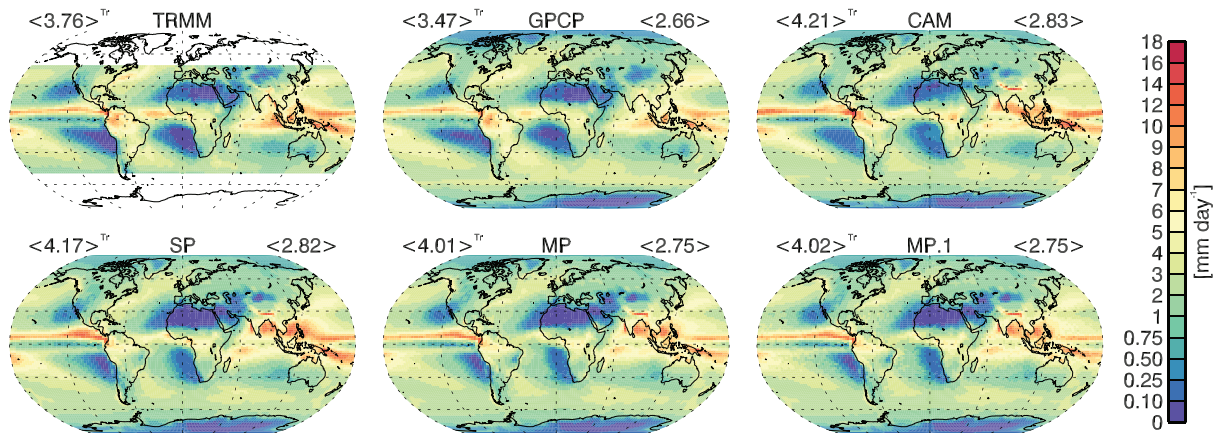 <3.76>Tr TRMM
<3.47>Tr GPCP <2.66>
<4.21>Tr CAM <2.83>
<4.17>Tr SP <2.82>
<4.01>Tr MP <2.75>
<4.02>Tr MP.1 <2.75>
18
16
14
12
10
9
8
7
6
5
4
3
2
1
0.75
0.50
0.25
0.10
0
[mm day-1]